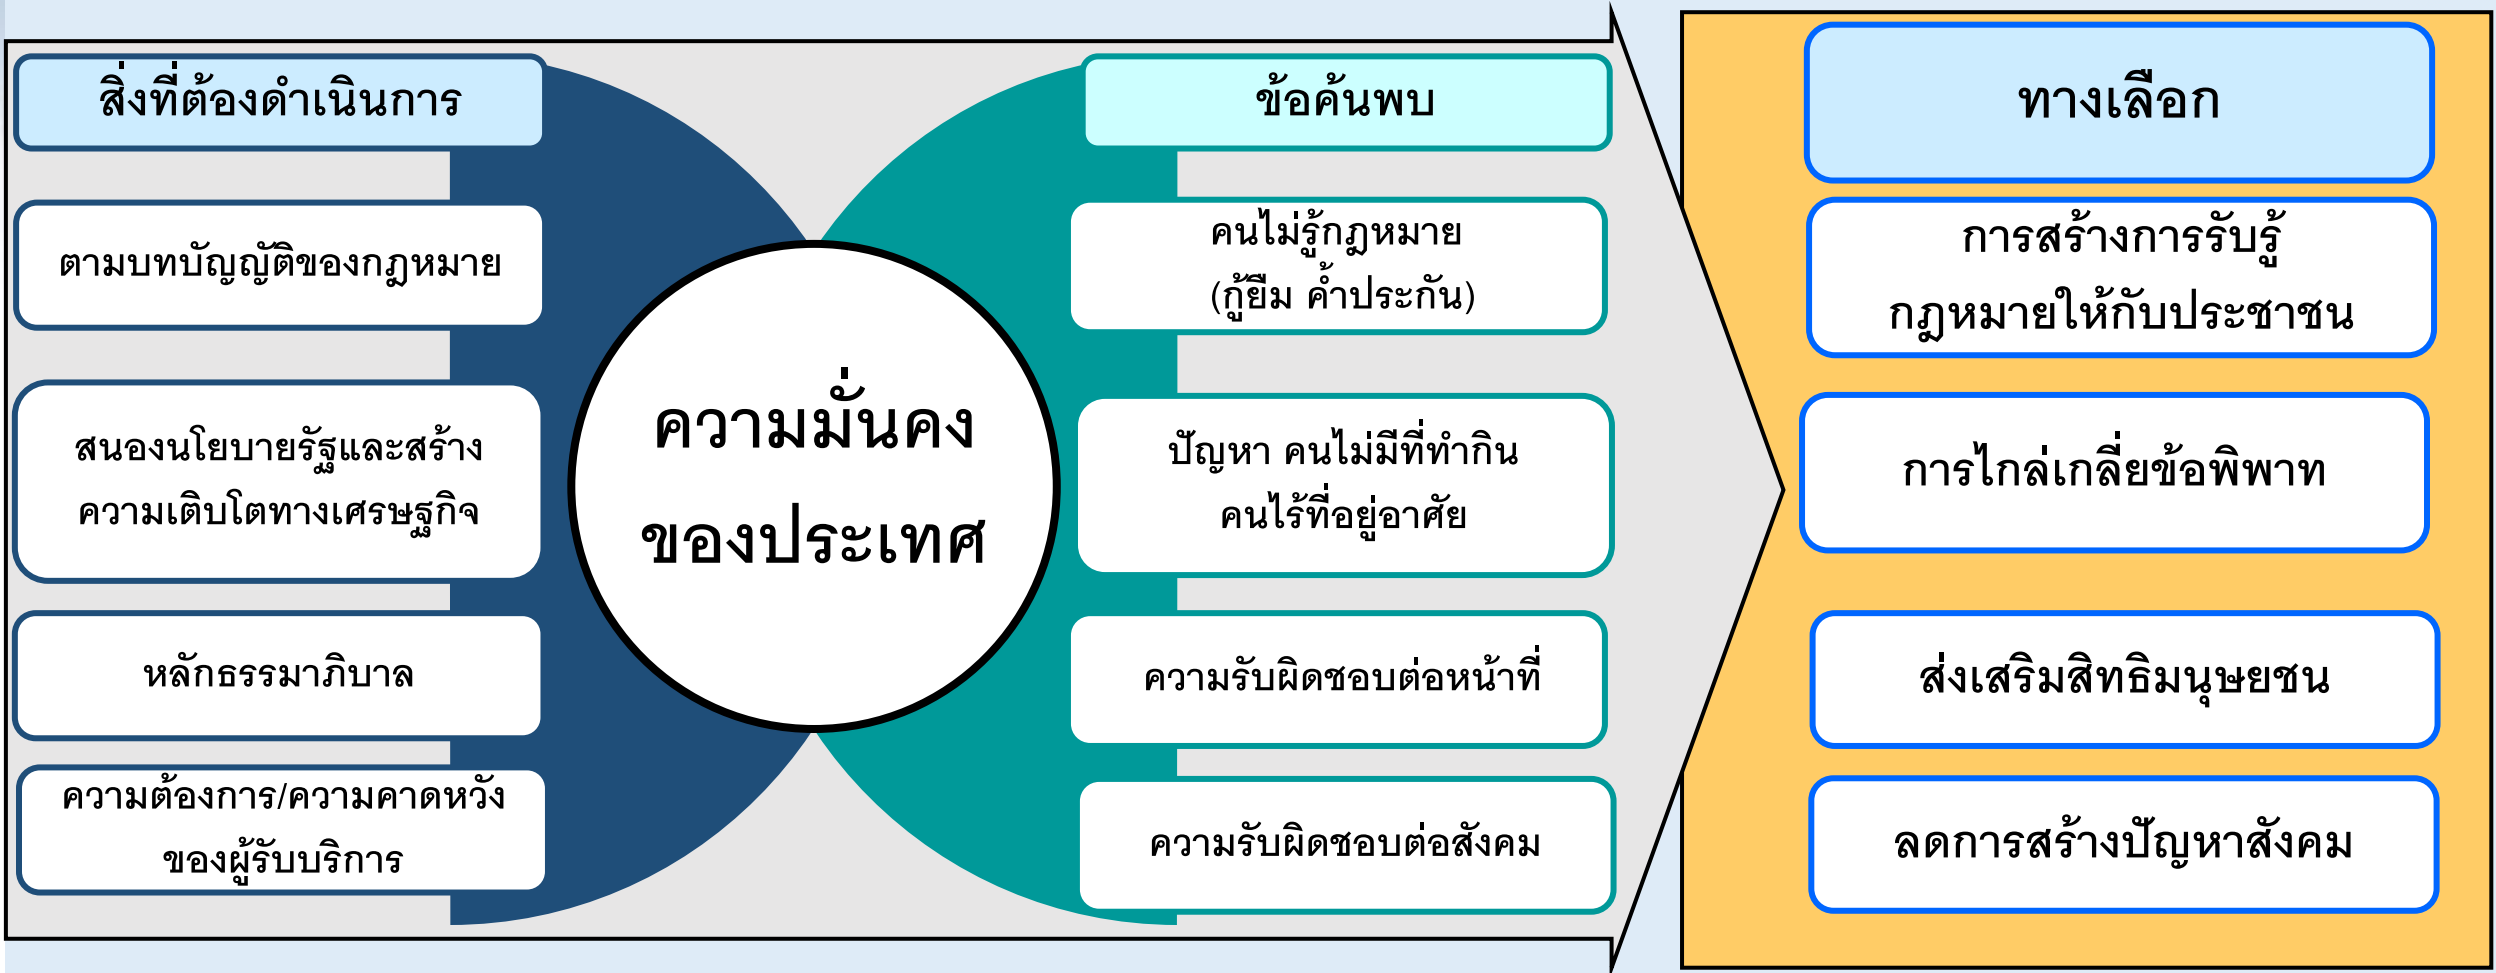 สิ่งที่ต้องดำเนินการ
ตามบทบัญญัติของกฎหมาย
สนองนโยบายรัฐและสร้าง
ความเติบโตทางเศษฐกิจ
หลักธรรมาภิบาล
ความต้องการ/ความคาดหวัง
ของผู้รับบริการ
ความมั่นคง
ของประเทศ
ข้อค้นพบ
คนไม่รู้กฎหมาย
(กู้ยืม ค้ำประกัน)
ปัญหา คนไม่มีที่ทำกิน
คนไร้ที่อยู่อาศัย
ความรับผิดชอบต่อหน้าที่
ความรับผิดชอบต่อสังคม
ทางเลือก
การสร้างการรับรู้
กฎหมายให้กับประชาชน
การไกล่เกลี่ยข้อพิพาท
ส่งเสริมสิทธิมนุษยชน
ลดการสร้างปัญหาสังคม